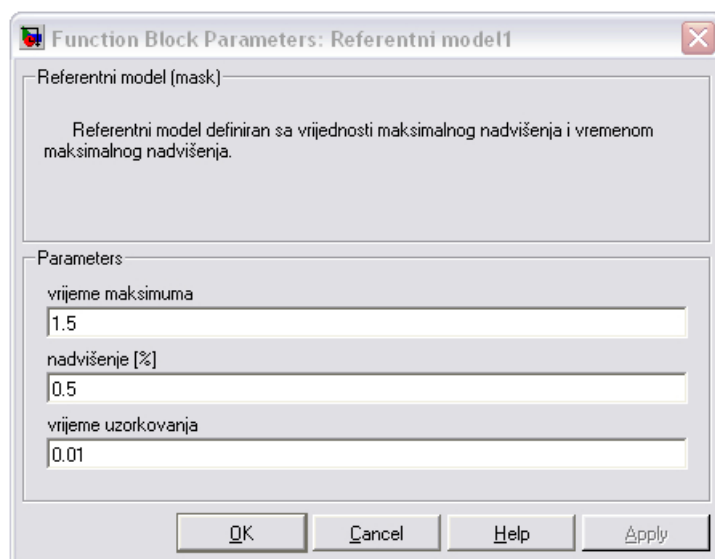 Function Block Parameters: Referentni model1
Referentni model (mask)
Referentni model definiran sa vrijednosti maksimalnog nadvišenja i vremenom
maksimalnog nadvišenja.
Parameters
vrijeme maksimuma
1.5
nadvišenje [%]
0.5
vrijeme uzorkovanja
0.01
OK Cancel Help Apply